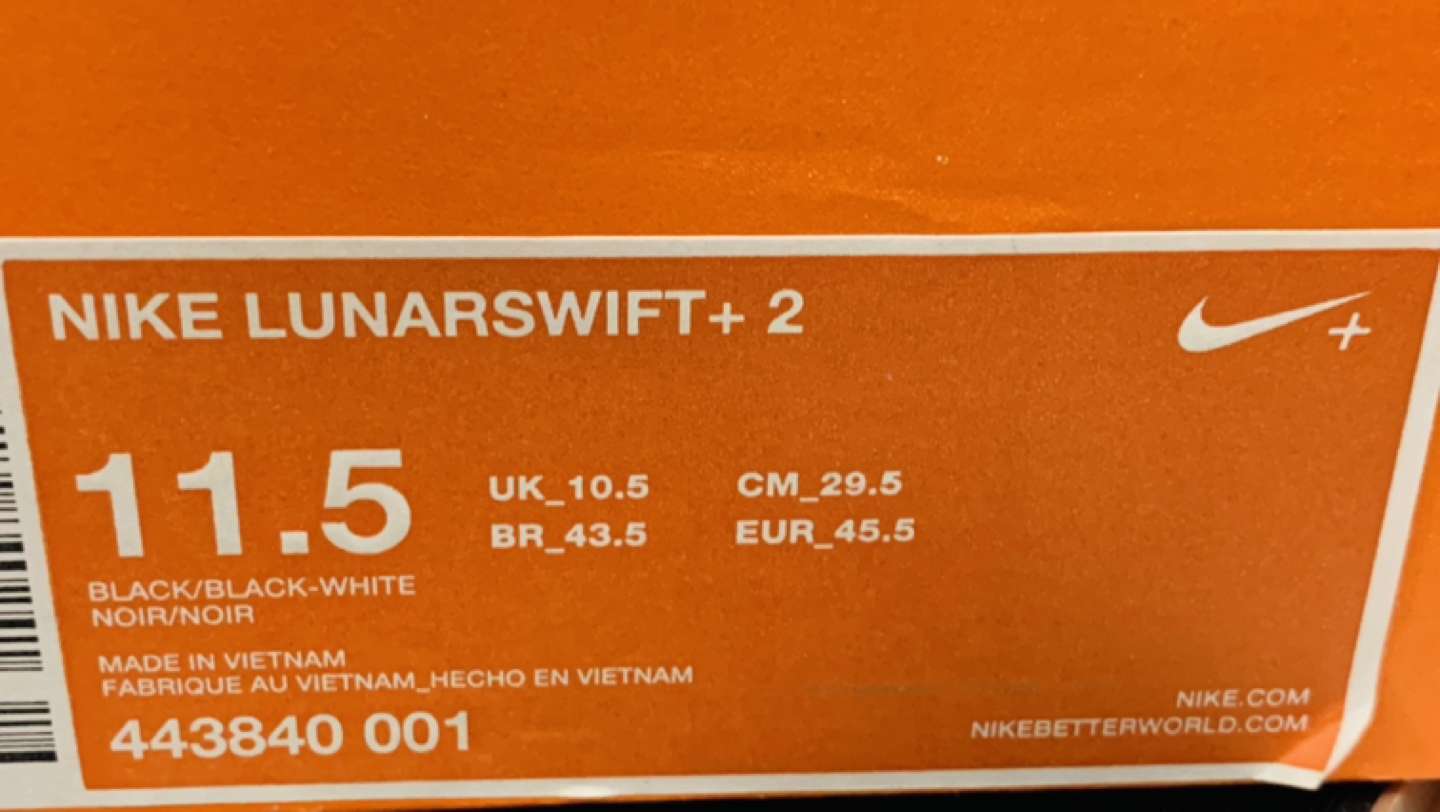 NIKE LUNARSWIFT+ 2
+
11.5
UK_10.5 CM_29.5
BR_43.5 EUR_45.5
BLACK/BLACK-WHITE
NOIR/NOIR
MADE IN VIETNAM
FABRIQUE AU VIETNAM_HECHO EN VIETNAM
443840 001
NIKE.COM
NIKEBETTERWORLD.COM